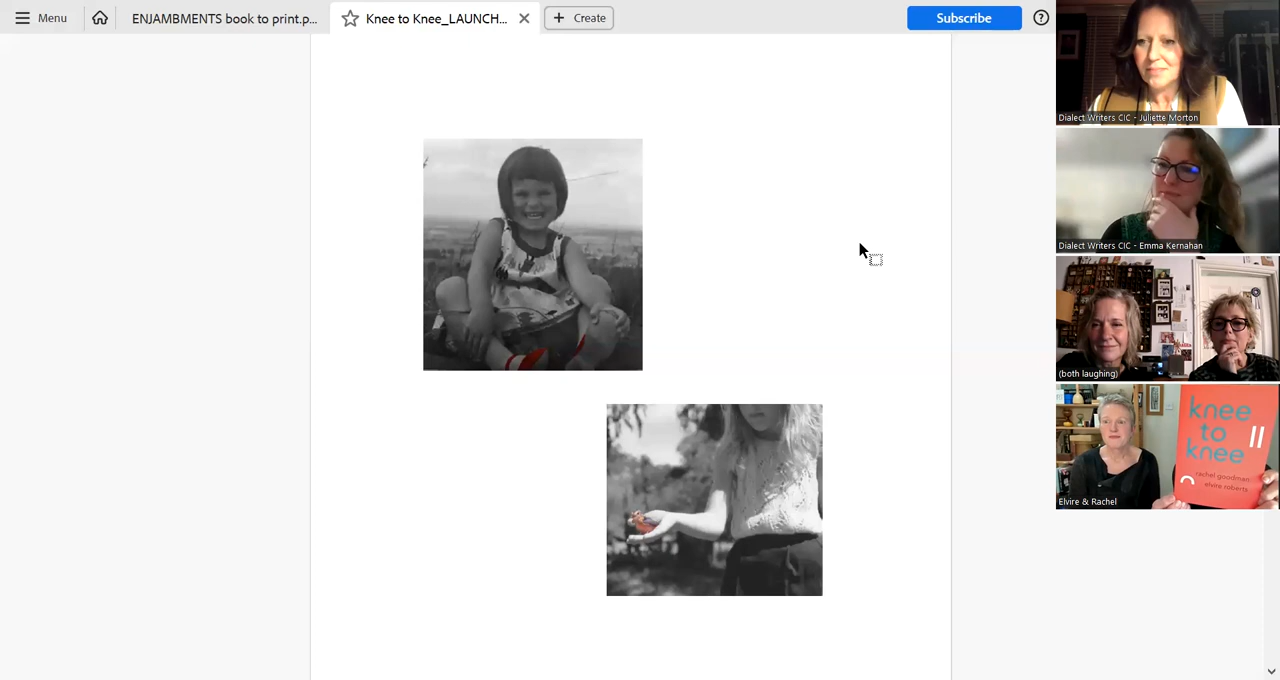 Menu
ENJAMBMENTS book to print.p...
Knee to Knee_LAUNCH...
Create
Subscribe
Dialect Writers CIC - Juliette Morton
Dialect Writers CIC - Emma Kernahan
(both laughing)
knee
to
knee
rachel goodman
elvire roberts
Elvire & Rachel